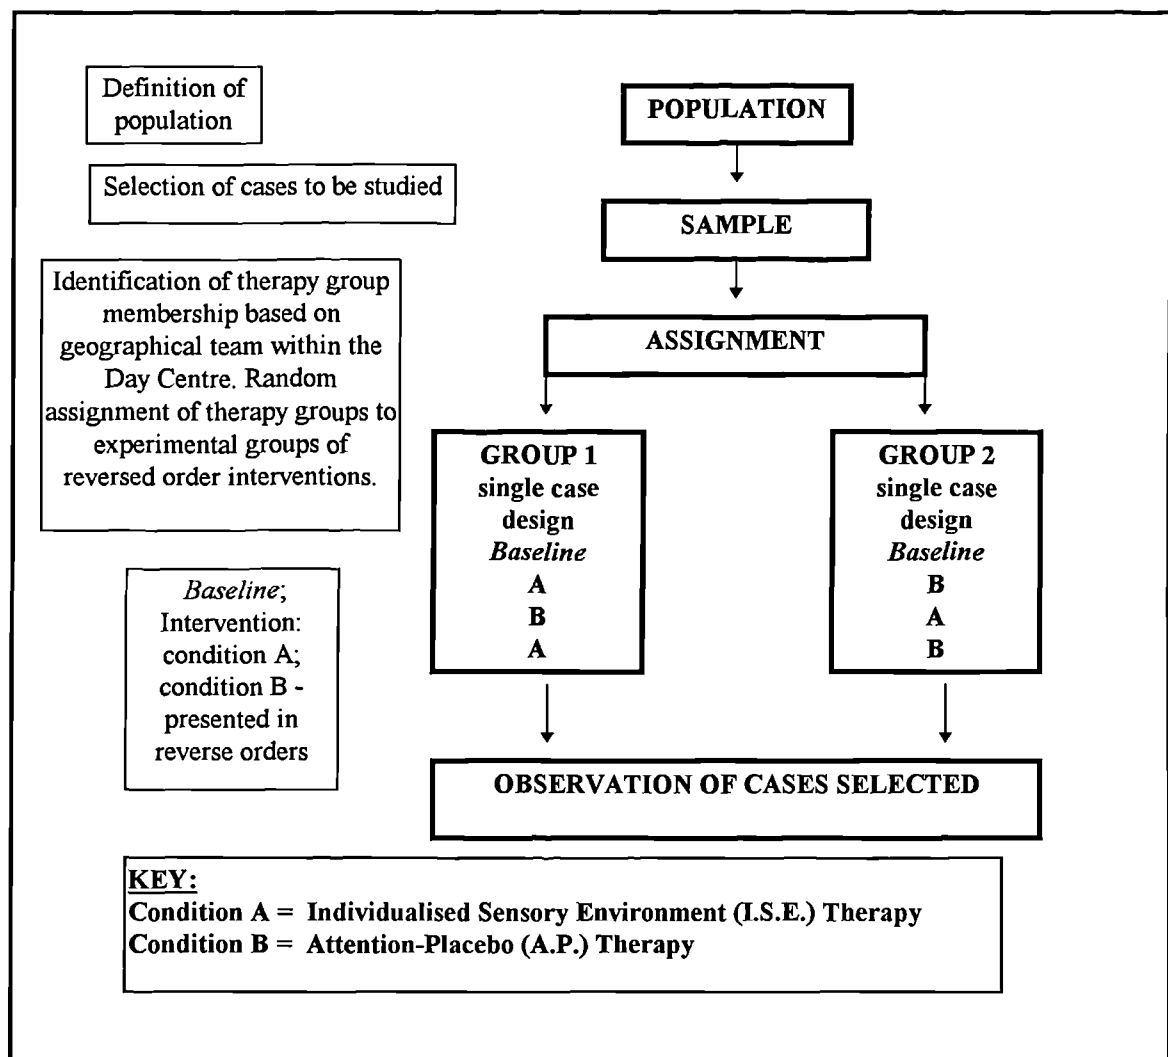 Definition of
population
POPULATION
Selection of cases to be studied
SAMPLE
Identification of therapy group
membership based on
geographical team within the
Day Centre. Random
assignment of therapy groups to
experimental groups of
reversed order interventions.
ASSIGNMENT
GROUP 1
single case
design
Baseline
A
B
A
GROUP 2
single case
design
Baseline
B
A
B
Baseline;
Intervention:
condition A;
condition B -
presented in
reverse orders
OBSERVATION OF CASES SELECTED
KEY:
Condition A = Individualised Sensory Environment (I.S.E.) Therapy
Condition B = Attention-Placebo (A.P.) Therapy